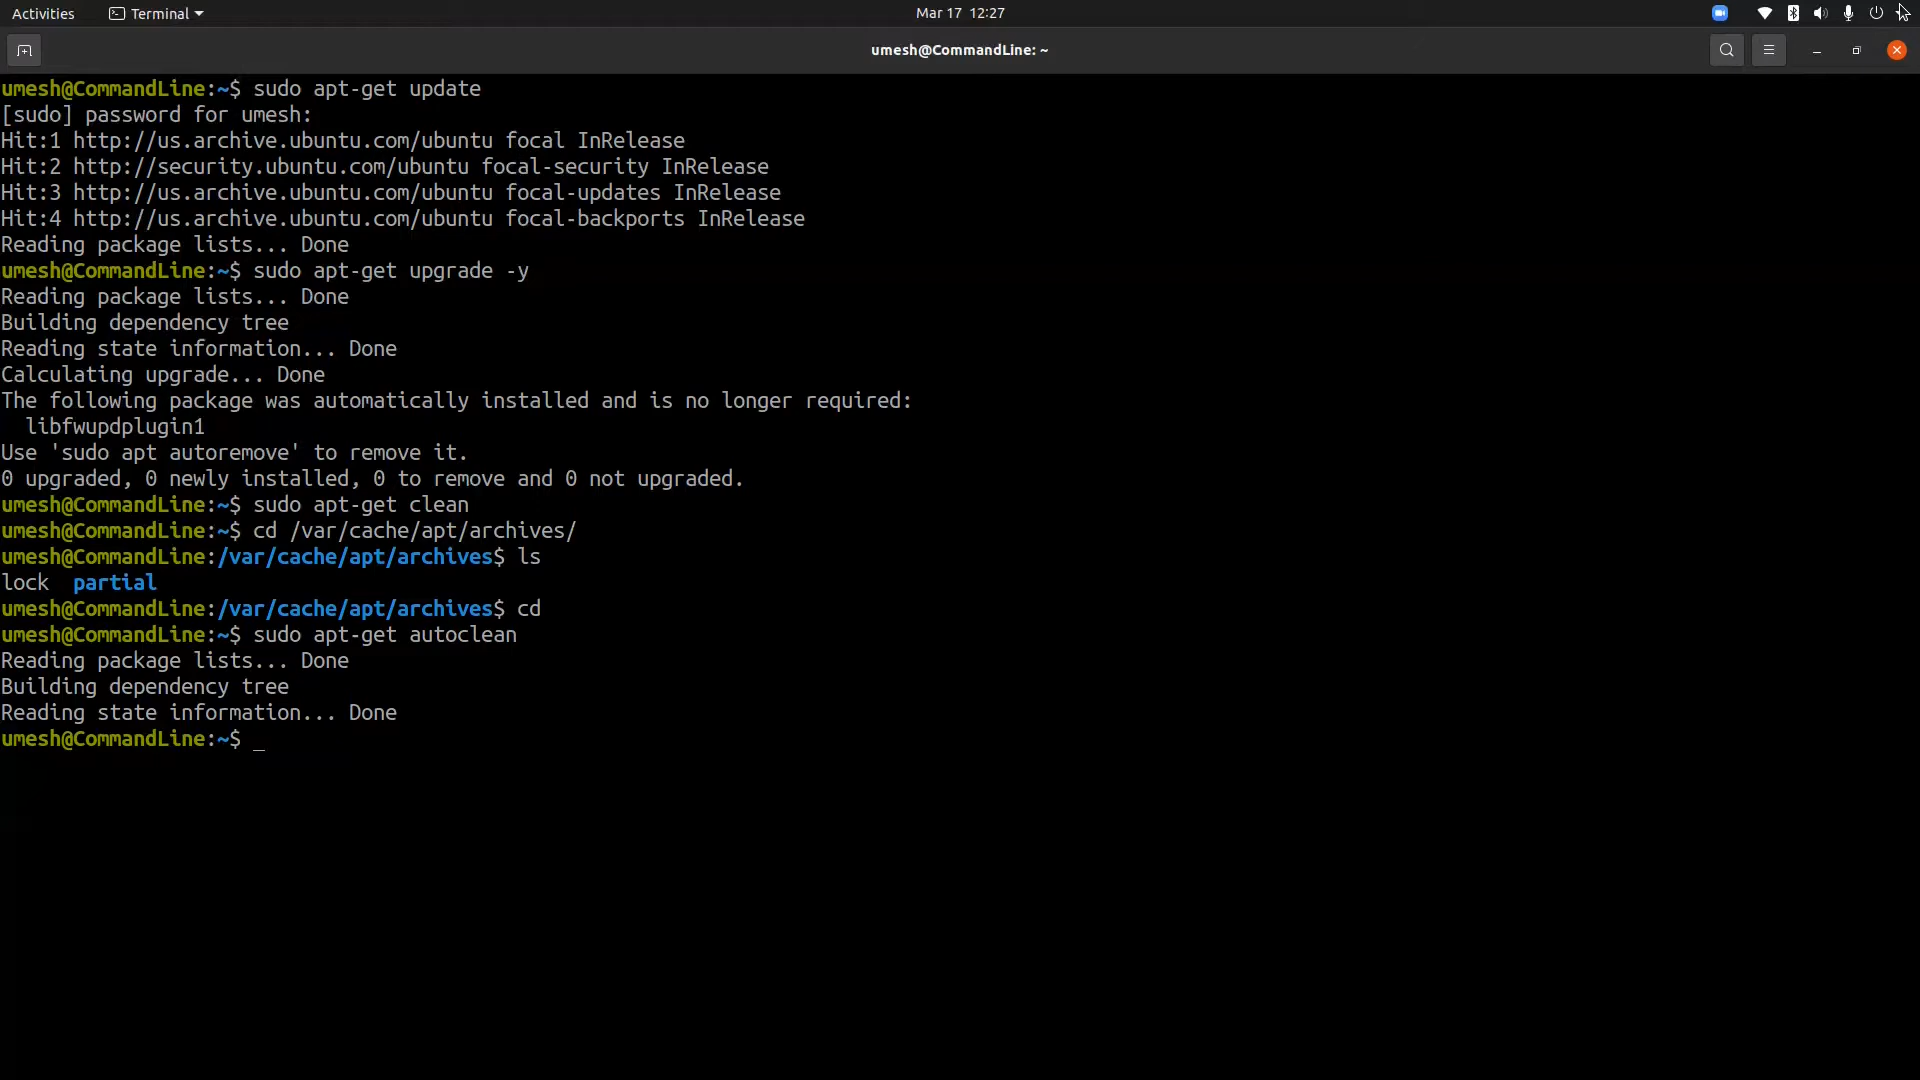 Activities Terminal Mar 17 12:27
umesh@CommandLine: ~
umesh@CommandLine:~$ sudo apt-get update
[sudo] password for umesh:
Hit:1 http://us.archive.ubuntu.com/ubuntu focal InRelease
Hit:2 http://security.ubuntu.com/ubuntu focal-security InRelease
Hit:3 http://us.archive.ubuntu.com/ubuntu focal-updates InRelease
Hit:4 http://us.archive.ubuntu.com/ubuntu focal-backports InRelease
Reading package lists... Done
umesh@CommandLine:~$ sudo apt-get upgrade -y
Reading package lists... Done
Building dependency tree
Reading state information... Done
Calculating upgrade... Done
The following package was automatically installed and is no longer required:
  libfwupdplugin1
Use 'sudo apt autoremove' to remove it.
0 upgraded, 0 newly installed, 0 to remove and 0 not upgraded.
umesh@CommandLine:~$ sudo apt-get clean
umesh@CommandLine:~$ cd /var/cache/apt/archives/
umesh@CommandLine:/var/cache/apt/archives$ ls
lock  partial
umesh@CommandLine:/var/cache/apt/archives$ cd
umesh@CommandLine:~$ sudo apt-get autoclean
Reading package lists... Done
Building dependency tree
Reading state information... Done
umesh@CommandLine:~$ _